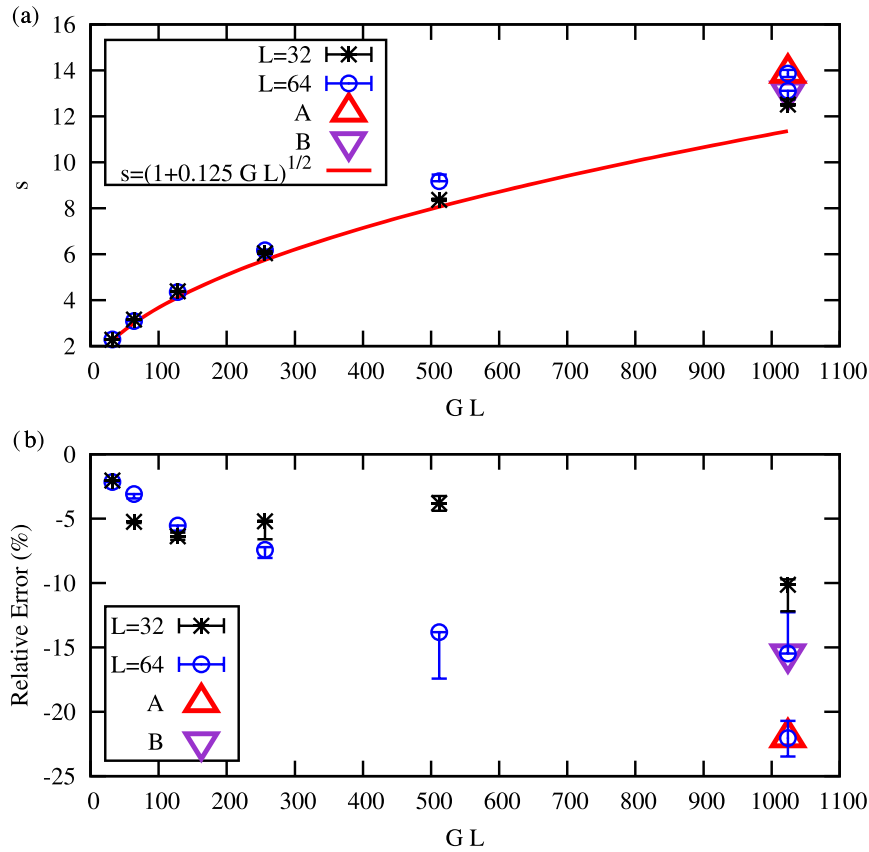 (a)
16
14
12
10
8
6
4
2
s
L=32
L=64
A
B
s=(1+0.125 G L)^{1/2}
0 100 200 300 400 500 600 700 800 900 1000 1100
G L
(b)
0
-5
-10
-15
-20
-25
Relative Error (%)
L=32
L=64
A
B
0 100 200 300 400 500 600 700 800 900 1000 1100
G L